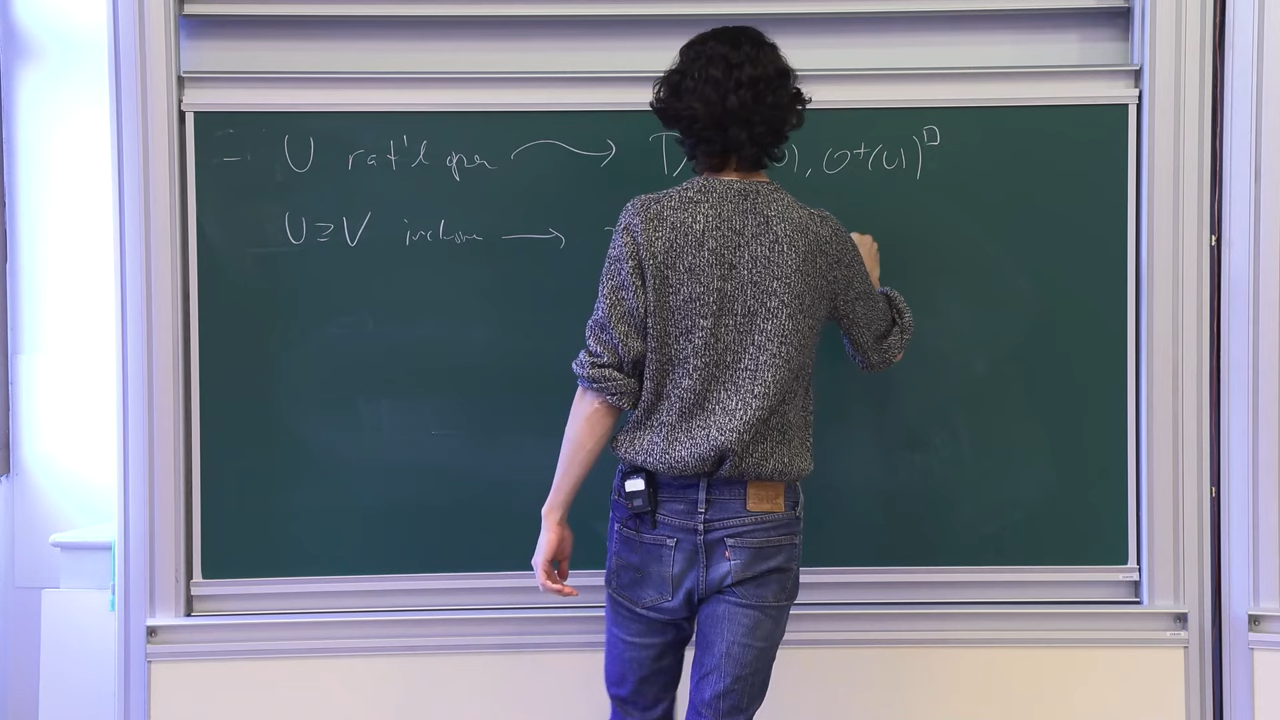 — U rat'l open ⟶ D( U), O⁺(U))^□
U ⊇ V inclusion ⟶